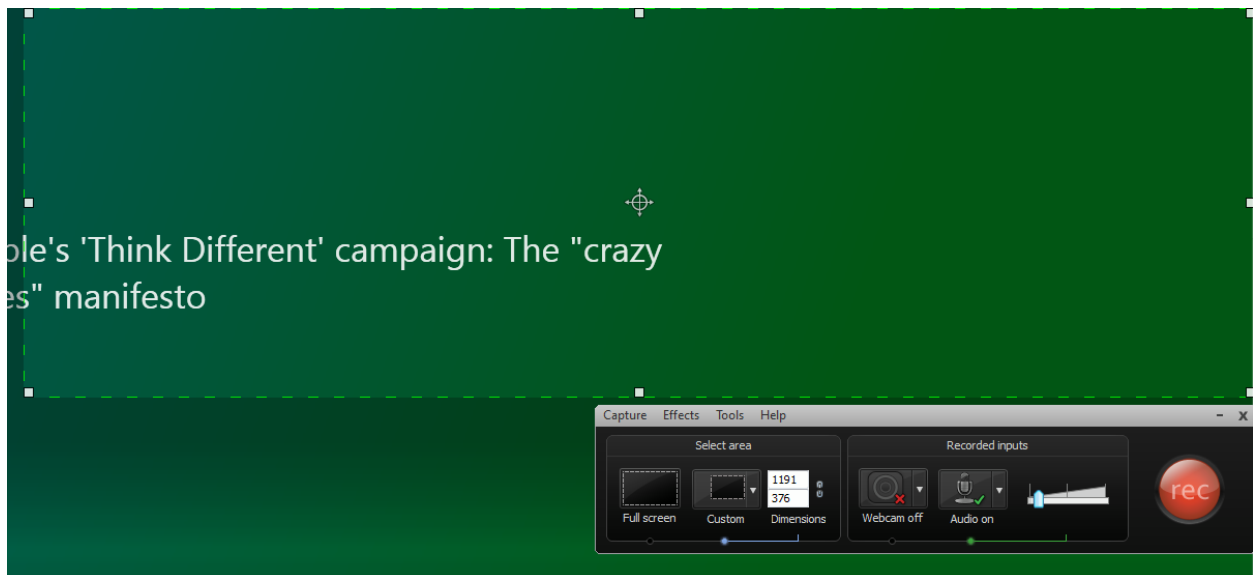 ple's 'Think Different' campaign: The "crazy
es" manifesto
Capture Effects Tools Help
Select area
Recorded inputs
1191
376
Full screen
Custom
Dimensions
Webcam off
Audio on
rec